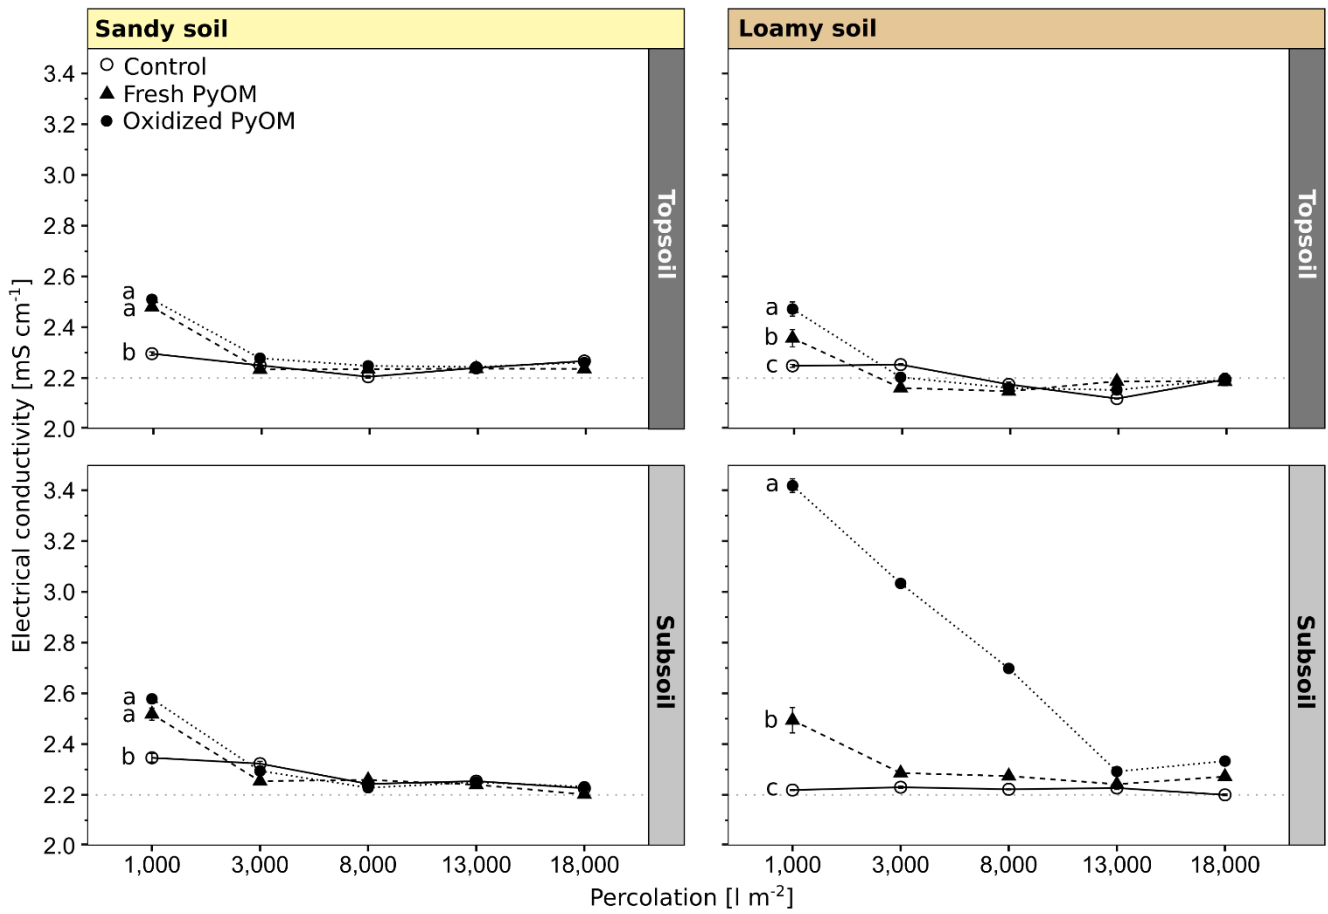 Sandy soil
Loamy soil
Control
Fresh PyOM
Oxidized PyOM
Electrical conductivity [mS cm-1]
3.4
3.2
3.0
2.8
2.6
2.4
2.2
2.0
a
a
b
Topsoil
a
b
c
Topsoil
3.4
3.2
3.0
2.8
2.6
2.4
2.2
2.0
a
a
b
Subsoil
a
b
c
Subsoil
1,000 3,000 8,000 13,000 18,000
1,000 3,000 8,000 13,000 18,000
Percolation [l m-2]